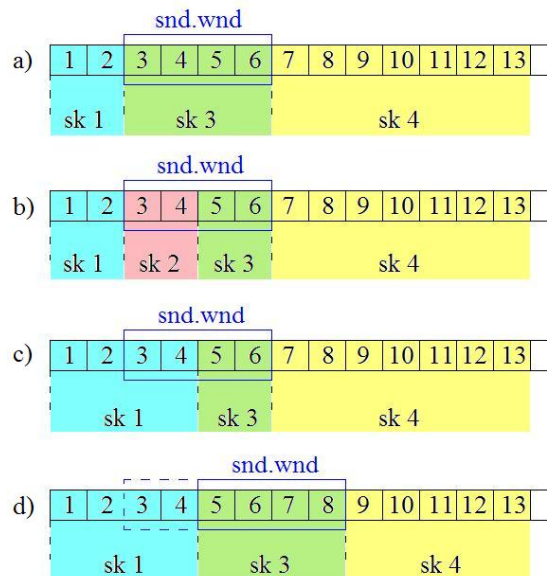 snd.wnd
a) 1 2 3 4 5 6 7 8 9 10 11 12 13
sk 1 sk 3 sk 4
snd.wnd
b) 1 2 3 4 5 6 7 8 9 10 11 12 13
sk 1 sk 2 sk 3 sk 4
snd.wnd
c) 1 2 3 4 5 6 7 8 9 10 11 12 13
sk 1 sk 3 sk 4
snd.wnd
d) 1 2 3 4 5 6 7 8 9 10 11 12 13
sk 1 sk 3 sk 4